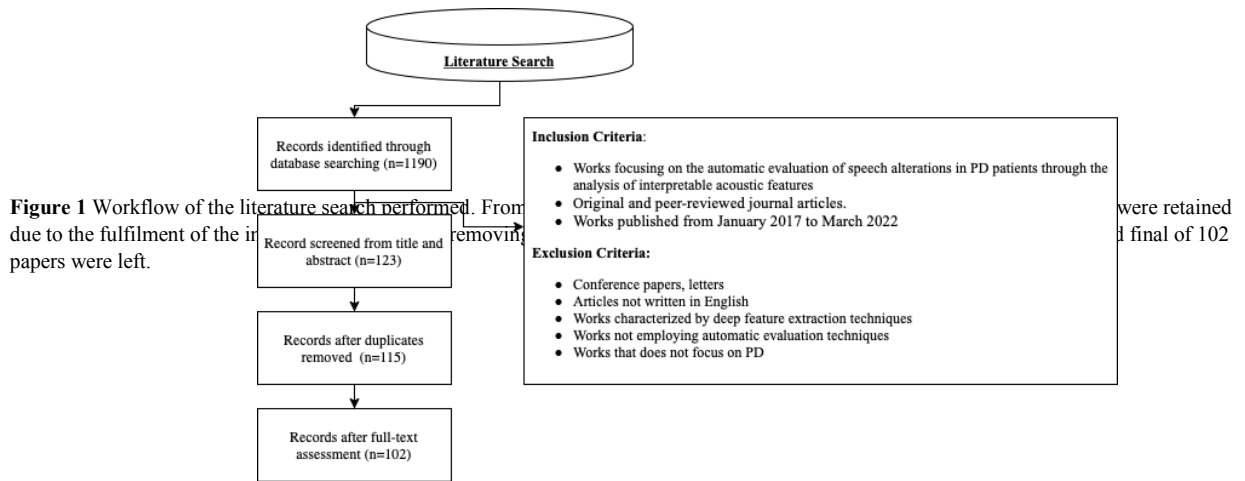 Literature Search
Records identified through
database searching (n=1190)
Record screened from title and
abstract (n=123)
Records after duplicates
removed (n=115)
Records after full-text
assessment (n=102)
Inclusion Criteria:
● Works focusing on the automatic evaluation of speech alterations in PD patients through the
analysis of interpretable acoustic features
● Original and peer-reviewed journal articles.
● Works published from January 2017 to March 2022
Exclusion Criteria:
● Conference papers, letters
● Articles not written in English
● Works characterized by deep feature extraction techniques
● Works not employing automatic evaluation techniques
● Works that does not focus on PD
Figure 1 Workflow of the literature search performed. From were retained
due to the fulfilment of the removing final of 102
papers were left.